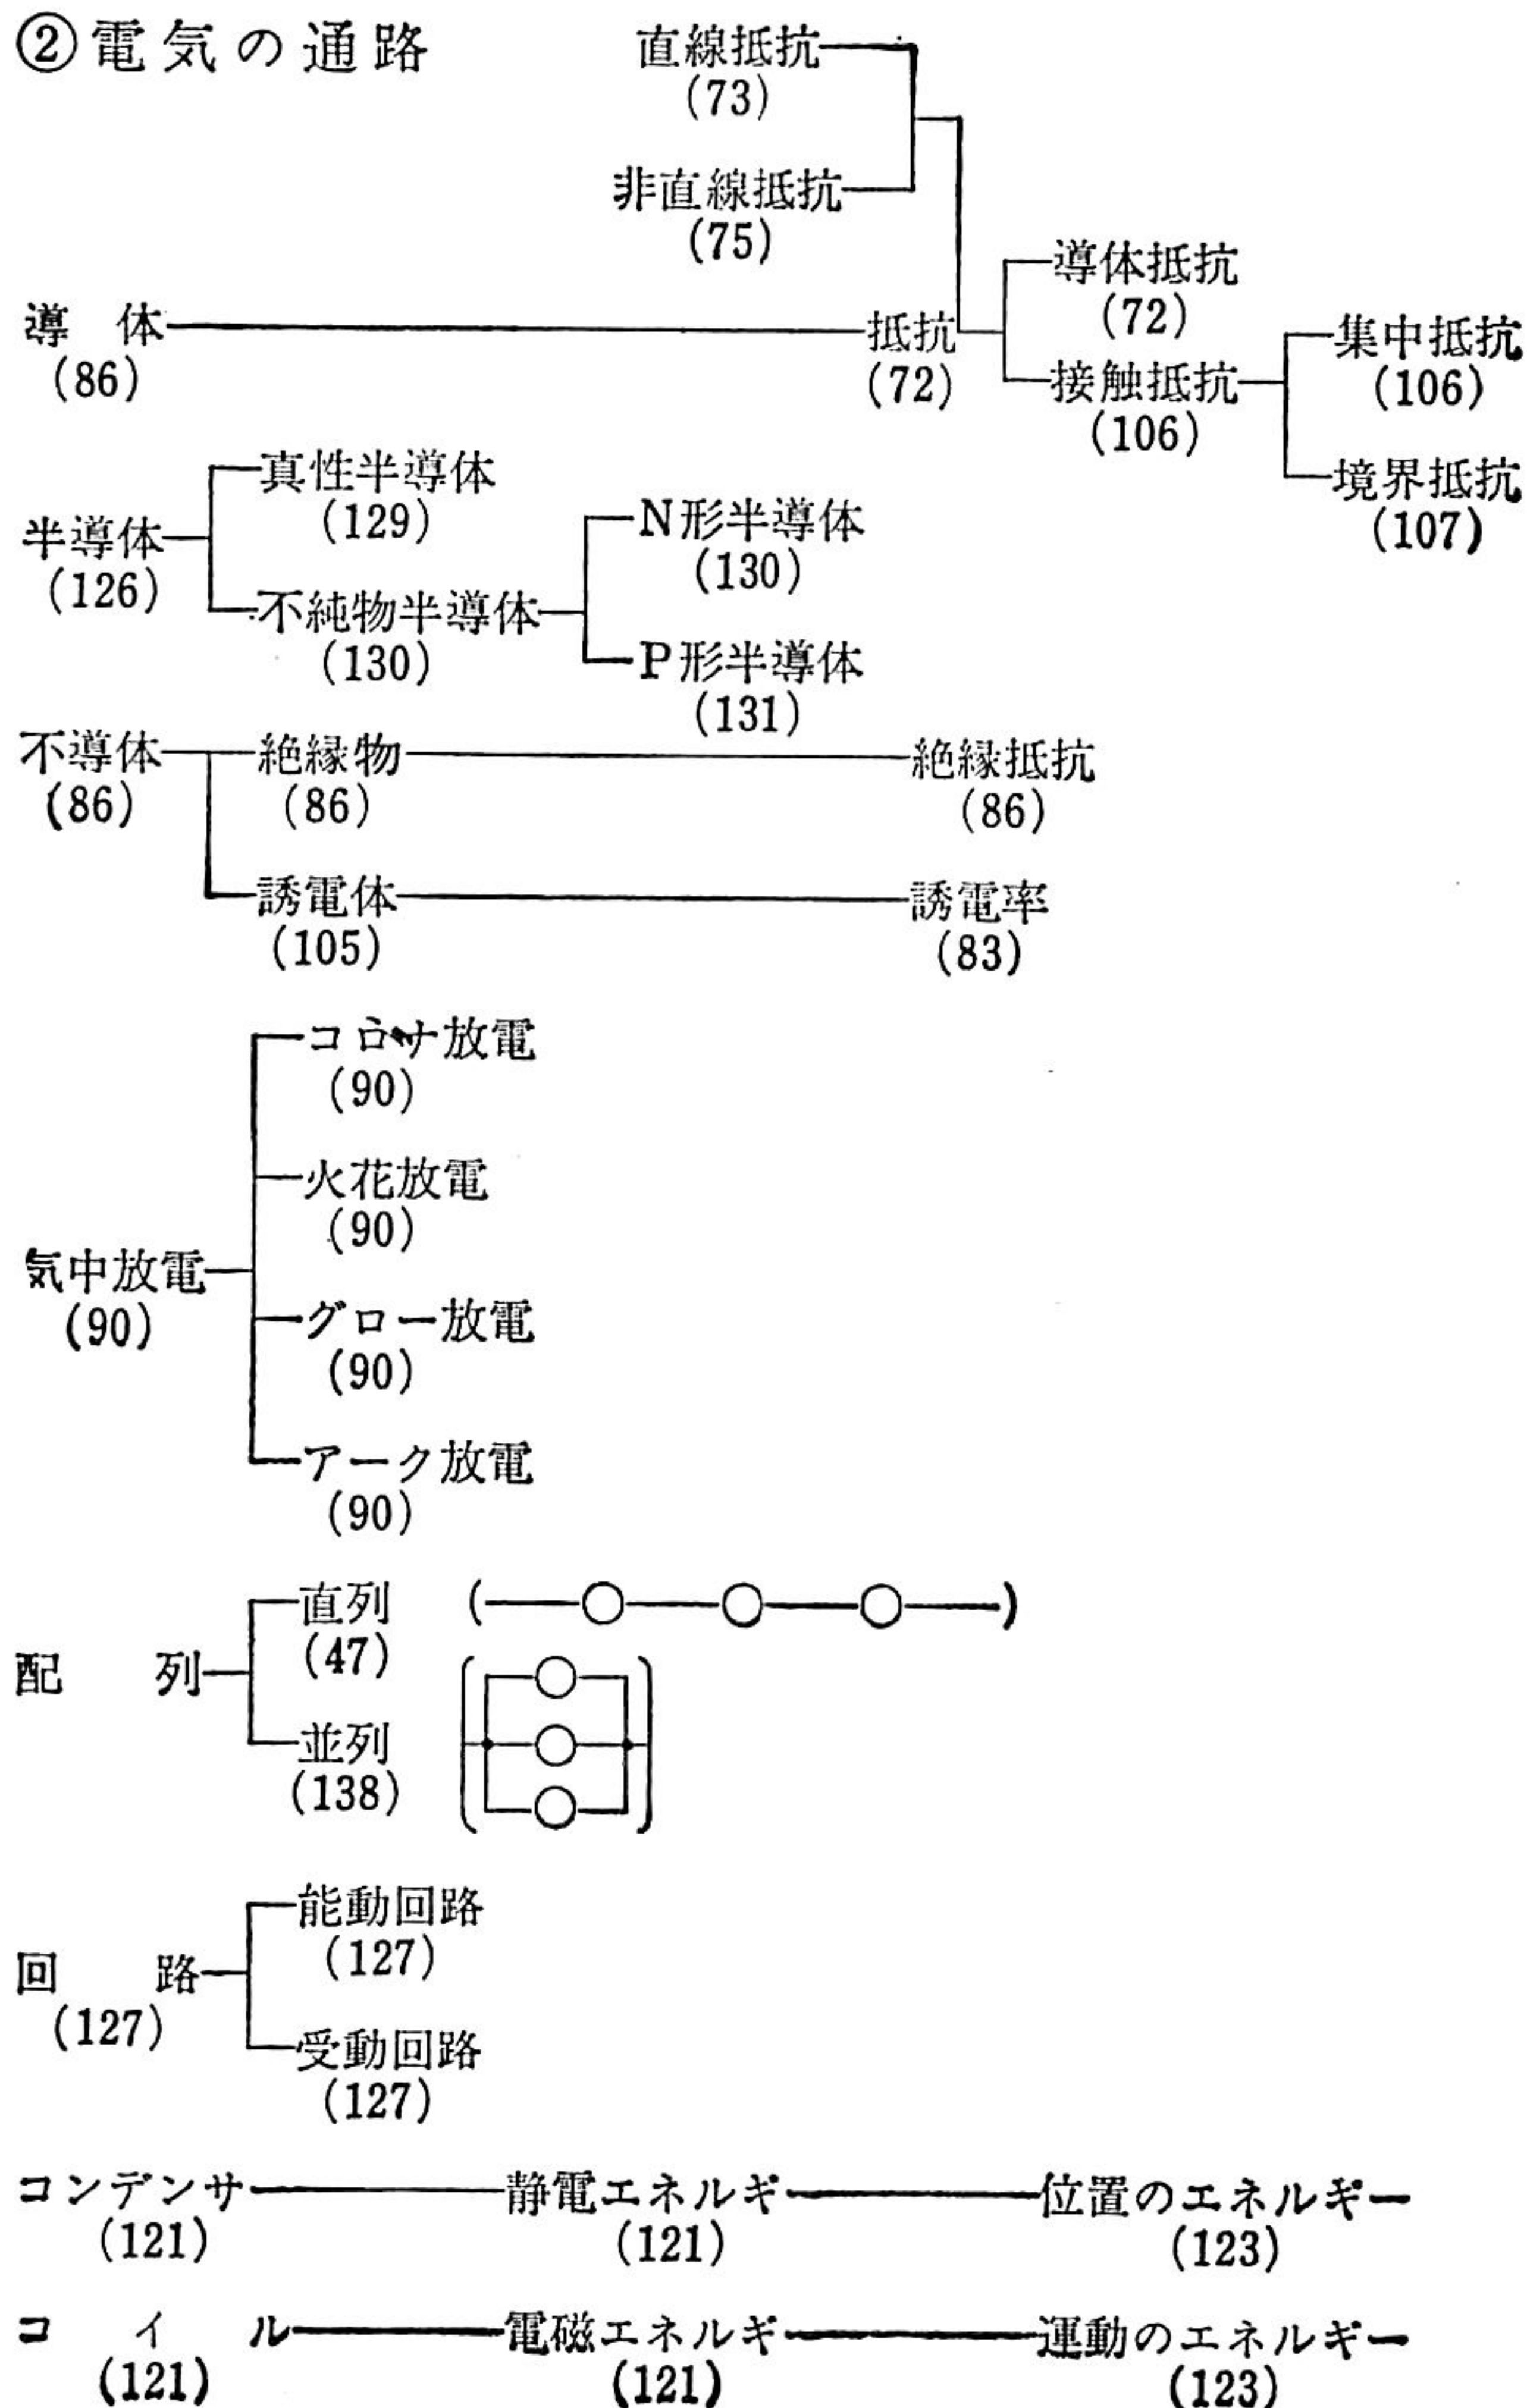 ②電気の通路
直線抵抗
(73)
非直線抵抗
(75)
導体抵抗
(72)
導 体
(86)
抵抗
(72)
接触抵抗
(106)
集中抵抗
(106)
境界抵抗
(107)
半導体
(126)
真性半導体
(129)
不純物半導体
(130)
N形半導体
(130)
P形半導体
(131)
不導体
(86)
絶縁物
(86)
絶縁抵抗
(86)
誘電体
(105)
誘電率
(83)
気中放電
(90)
コロナ放電
(90)
火花放電
(90)
グロー放電
(90)
アーク放電
(90)
配 列
直列
(47)
並列
(138)
回 路
(127)
能動回路
(127)
受動回路
(127)
コンデンサ 静電エネルギ 位置のエネルギー
(121) (121) (123)
コ イ ル 電磁エネルギ 運動のエネルギー
(121) (121) (123)